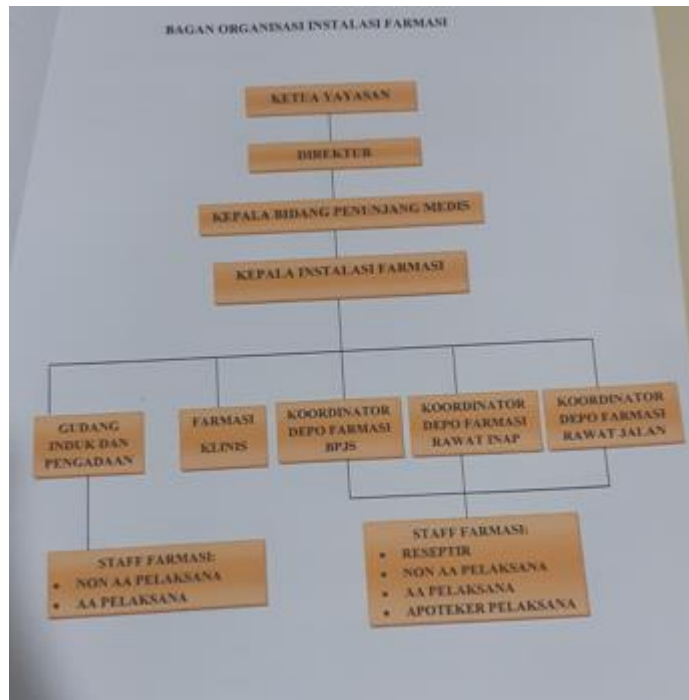 BAGAN ORGANISASI INSTALASI FARMASI
KETUA YAYASAN
DIREKTUR
KEPALA BIDANG PENUNJANG MEDIS
KEPALA INSTALASI FARMASI
GUDANG
INDUK DAN
PENGADAAN
FARMASI
KLINIS
KOORDINATOR
DEPO FARMASI
BPJS
KOORDINATOR
DEPO FARMASI
RAWAT INAP
KOORDINATOR
DEPO FARMASI
RAWAT JALAN
STAFF FARMASI:
• NON AA PELAKSANA
• AA PELAKSANA
STAFF FARMASI:
• RESEPTIR
• NON AA PELAKSANA
• AA PELAKSANA
• APOTEKER PELAKSANA